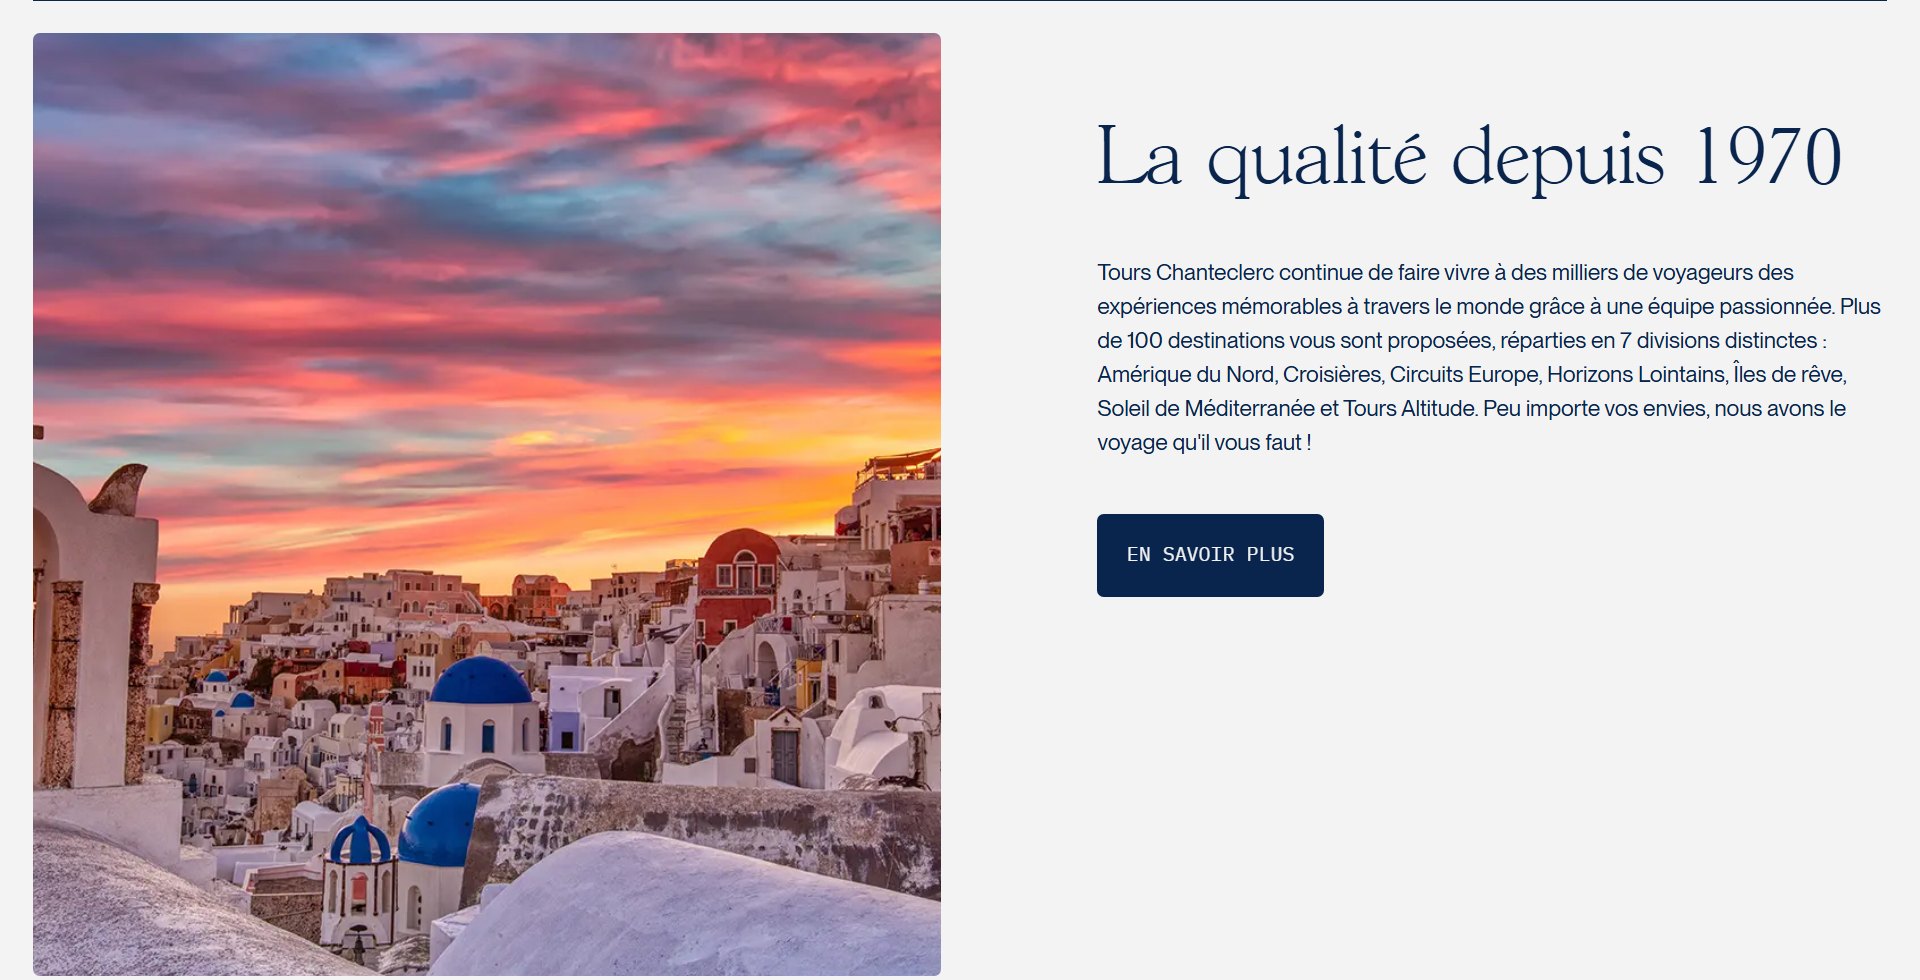 La qualité depuis 1970
Tours Chanteclerc continue de faire vivre à des milliers de voyageurs des
expériences mémorables à travers le monde grâce à une équipe passionnée. Plus
de 100 destinations vous sont proposées, réparties en 7 divisions distinctes :
Amérique du Nord, Croisières, Circuits Europe, Horizons Lointains, Îles de rêve,
Soleil de Méditerranée et Tours Altitude. Peu importe vos envies, nous avons le
voyage qu'il vous faut !
EN SAVOIR PLUS